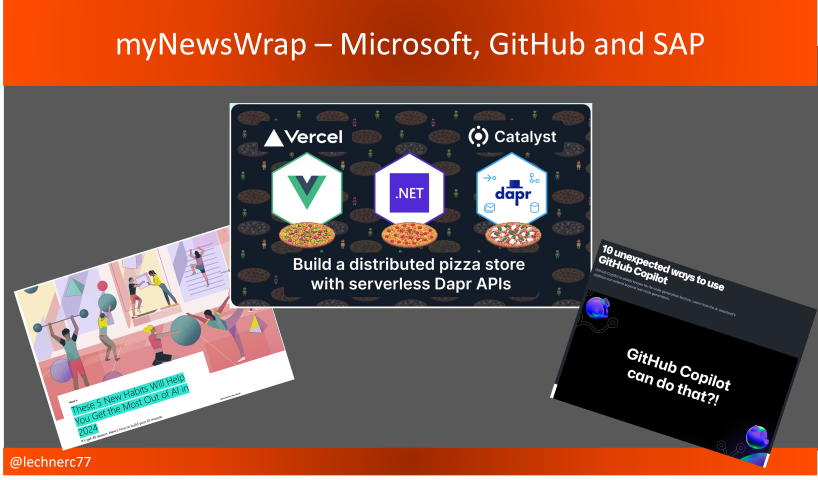 myNewsWrap – Microsoft, GitHub and SAP
Vercel
Catalyst
.NET
dapr
Build a distributed pizza store
with serverless Dapr APIs
These 5 New Habits Will Help
You Get the Most Out of AI in
2024
10 unexpected ways to use
GitHub Copilot
GitHub Copilot
can do that?!
@lechnerc77